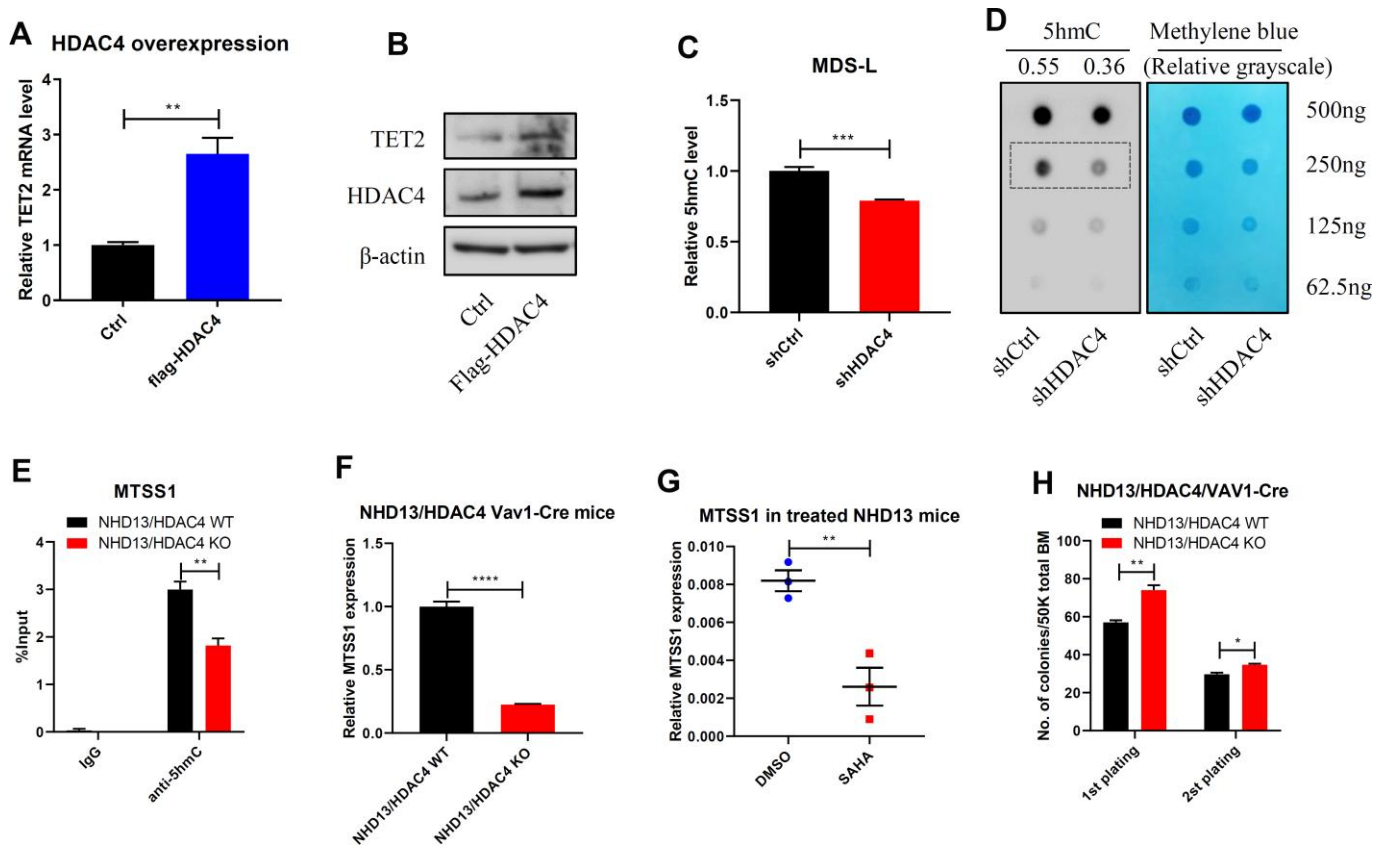 A
HDAC4 overexpression
Relative TET2 mRNA level
4
3
2
1
0
**
Ctrl
flag-HDAC4
B
TET2
HDAC4
β-actin
Ctrl
Flag-HDAC4
C
MDS-L
Relative 5hmC level
1.5
1.0
0.5
0.0
***
shCtrl
shHDAC4
D
5hmC
Methylene blue
0.55 0.36
(Relative grayscale)
500ng
250ng
125ng
62.5ng
shCtrl
shHDAC4
shCtrl
shHDAC4
E
MTSS1
NHD13/HDAC4 WT
NHD13/HDAC4 KO
%Input
4
3
2
1
0
**
IgG
anti-5hmC
F
NHD13/HDAC4 Vav1-Cre mice
Relative MTSS1 expression
1.5
1.0
0.5
0.0
****
NHD13/HDAC4 WT
NHD13/HDAC4 KO
G
MTSS1 in treated NHD13 mice
Relative MTSS1 expression
0.010
0.008
0.006
0.004
0.002
0.000
**
DMSO
SAHA
H
NHD13/HDAC4/VAV1-Cre
NHD13/HDAC4 WT
NHD13/HDAC4 KO
No. of colonies/50K total BM
80
60
40
20
0
**
*
1st plating
2st plating